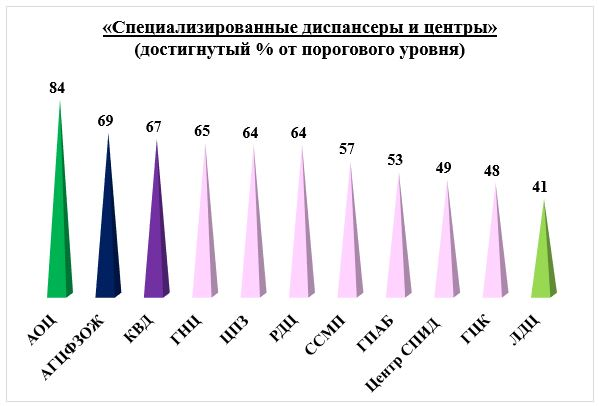 «Специализированные диспансеры и центры»
(достигнутый % от порогового уровня)
84
69
67
65
64
64
57
53
49
48
41
АОЦ
АГЦФЗОЖ
КВД
ГНЦ
ЦПЗ
РДЦ
ССМП
ГПАБ
Центр СПИД
ГЦК
ЛДЦ